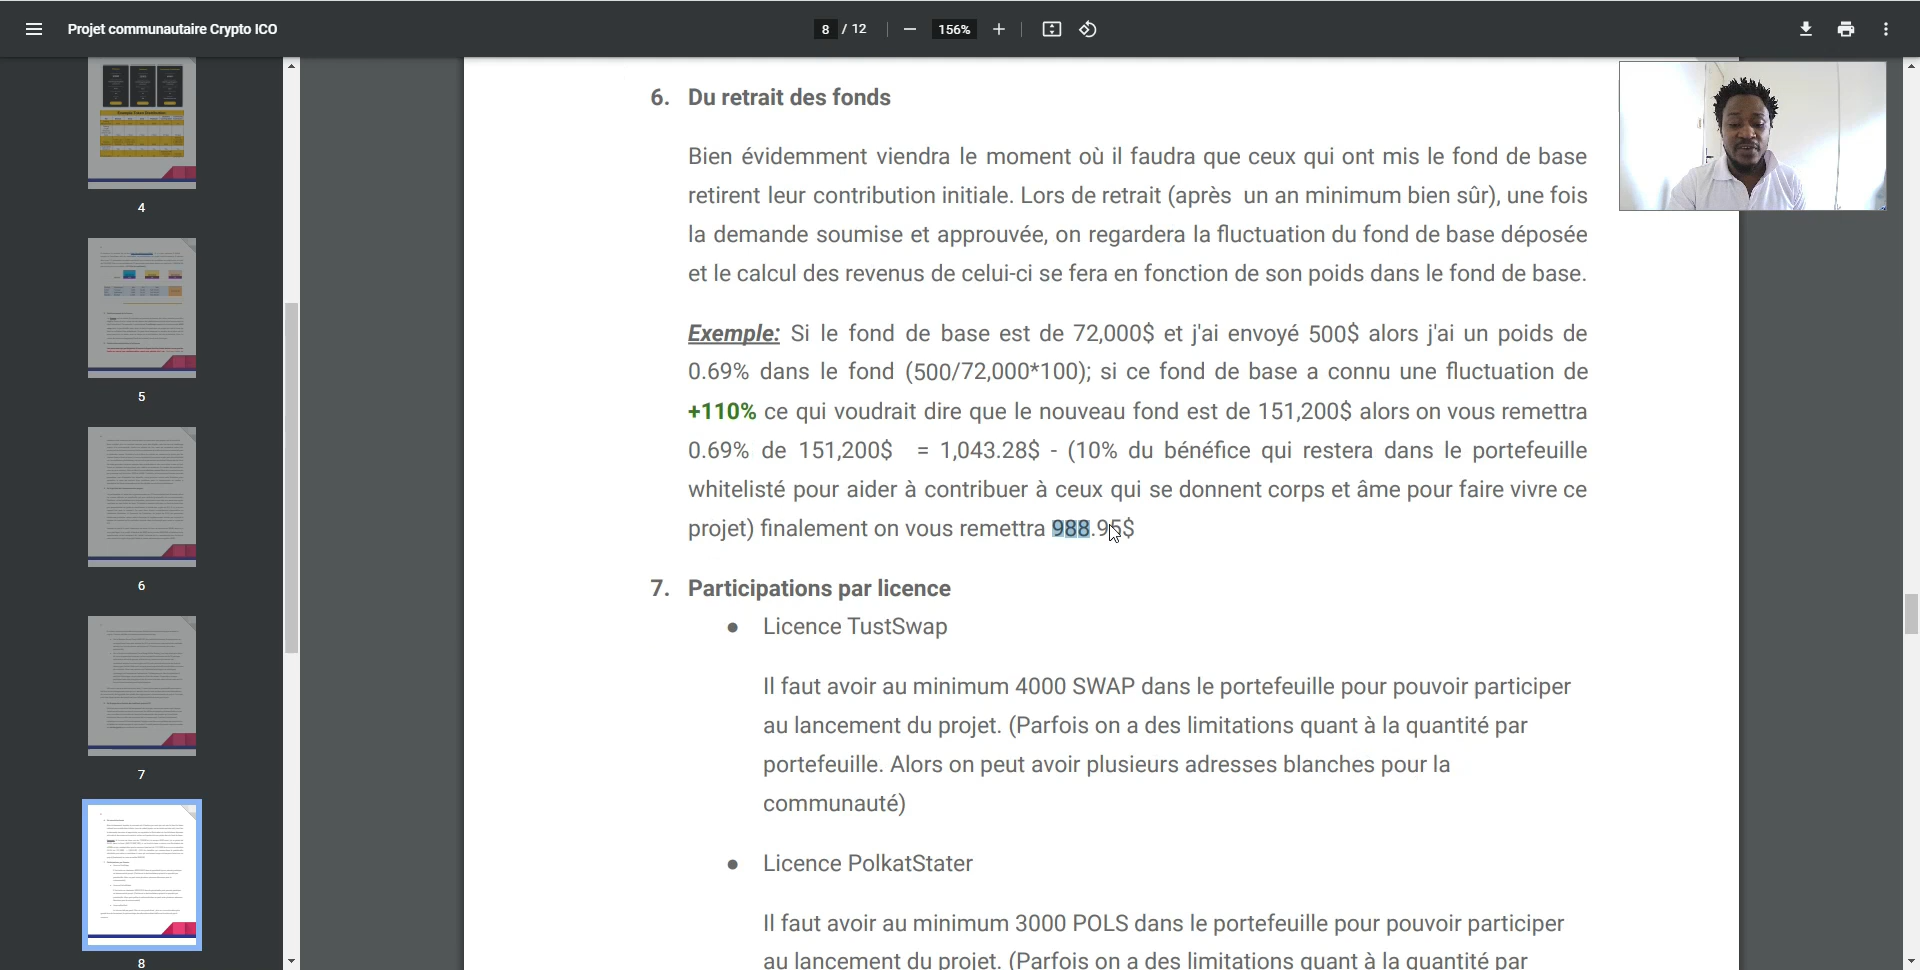 Projet communautaire Crypto ICO
8 / 12
156%
4
5
6
7
8
6. Du retrait des fonds
Bien évidemment viendra le moment où il faudra que ceux qui ont mis le fond de base
retirent leur contribution initiale. Lors de retrait (après un an minimum bien sûr), une fois
la demande soumise et approuvée, on regardera la fluctuation du fond de base déposée
et le calcul des revenus de celui-ci se fera en fonction de son poids dans le fond de base.
Exemple: Si le fond de base est de 72,000$ et j'ai envoyé 500$ alors j'ai un poids de
0.69% dans le fond (500/72,000*100); si ce fond de base a connu une fluctuation de
+110% ce qui voudrait dire que le nouveau fond est de 151,200$ alors on vous remettra
0.69% de 151,200$ = 1,043.28$ - (10% du bénéfice qui restera dans le portefeuille
whitelisté pour aider à contribuer à ceux qui se donnent corps et âme pour faire vivre ce
projet) finalement on vous remettra 988.95$
7. Participations par licence
● Licence TustSwap
Il faut avoir au minimum 4000 SWAP dans le portefeuille pour pouvoir participer
au lancement du projet. (Parfois on a des limitations quant à la quantité par
portefeuille. Alors on peut avoir plusieurs adresses blanches pour la
communauté)
● Licence PolkatStater
Il faut avoir au minimum 3000 POLS dans le portefeuille pour pouvoir participer
au lancement du projet. (Parfois on a des limitations quant à la quantité par